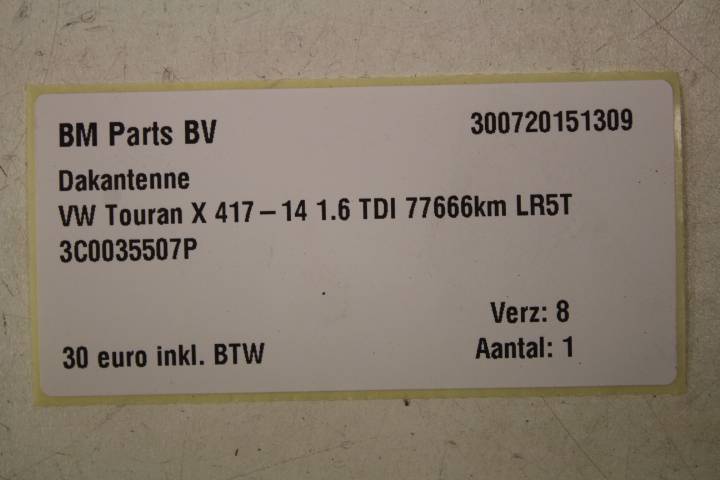 BM Parts BV 300720151309
Dakantenne
VW Touran X 417-14 1.6 TDI 77666km LR5T
3C0035507P
Verz: 8
30 euro inkl. BTW Aantal: 1